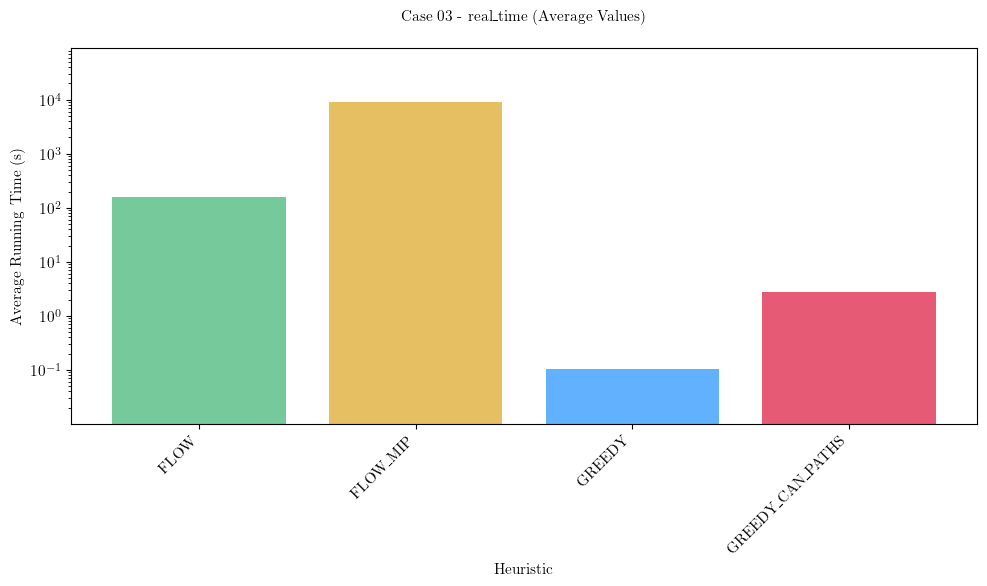 Case 03 - real_time (Average Values)
Average Running Time (s)
10^4
10^3
10^2
10^1
10^0
10^−1
FLOW
FLOW_MIP
GREEDY
GREEDY_CAN_PATHS
Heuristic